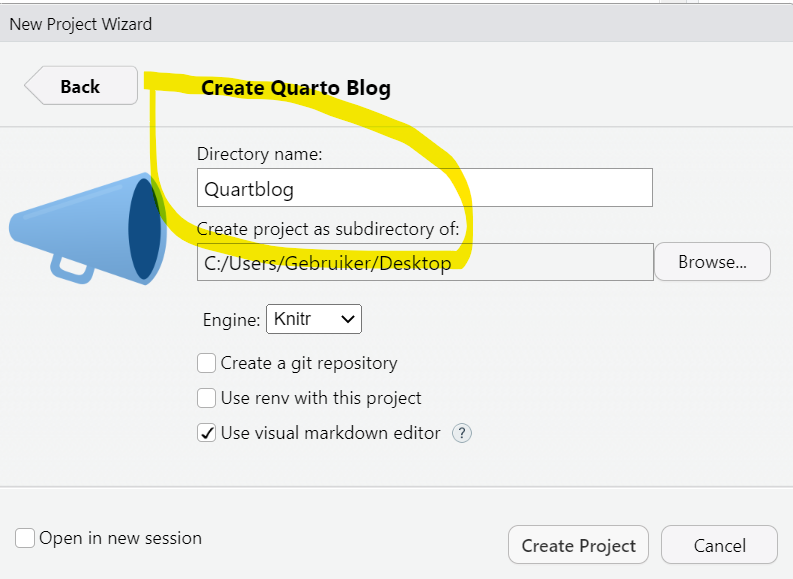 New Project Wizard
Back
Create Quarto Blog
Directory name:
Quartblog
Create project as subdirectory of:
C:/Users/Gebruiker/Desktop
Browse...
Engine: Knitr
Create a git repository
Use renv with this project
Use visual markdown editor ?
Open in new session
Create Project
Cancel